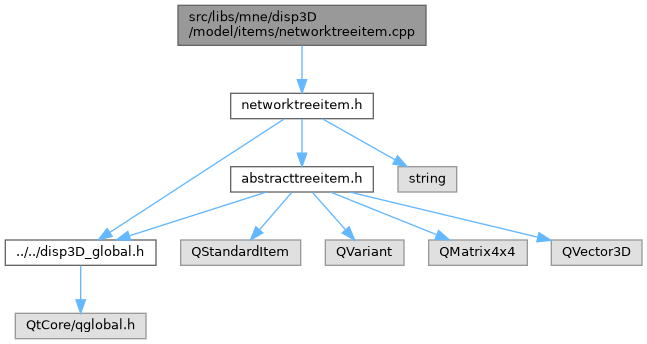 src/libs/mne/disp3D
/model/items/networktreeitem.cpp
networktreeitem.h
abstracttreeitem.h
string
../../disp3D_global.h
QStandardItem
QVariant
QMatrix4x4
QVector3D
QtCore/qglobal.h